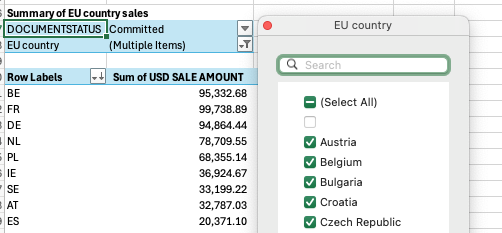 Summary of EU country sales
DOCUMENTSTATUS Committed
EU country (Multiple Items)
Row Labels Sum of USD SALE AMOUNT
BE 95,332.68
FR 99,738.89
DE 94,864.44
NL 78,709.55
PL 68,355.14
IE 36,924.67
SE 33,199.22
AT 32,787.03
ES 20,371.10
EU country
Search
(Select All)
Austria
Belgium
Bulgaria
Croatia
Czech Republic